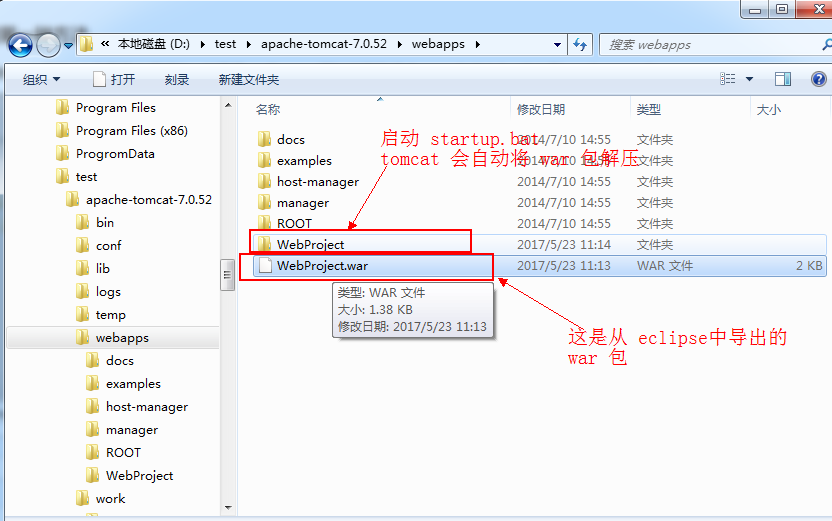 « 本地磁盘 (D:) ▸ test ▸ apache-tomcat-7.0.52 ▸ webapps ▸
搜索 webapps
组织 打开 刻录 新建文件夹
Program Files
Program Files (x86)
ProgromData
test
apache-tomcat-7.0.52
bin
conf
lib
logs
temp
webapps
docs
examples
host-manager
manager
ROOT
WebProject
work
名称 修改日期 类型 大小
docs 2014/7/10 14:55 文件夹
examples 2014/7/10 14:55 文件夹
host-manager 2014/7/10 14:55 文件夹
manager 2014/7/10 14:55 文件夹
ROOT 2014/7/10 14:55 文件夹
WebProject 2017/5/23 11:14 文件夹
WebProject.war 2017/5/23 11:13 WAR 文件 2 KB
启动 startup.bat
tomcat 会自动将 war 包解压
类型: WAR 文件
大小: 1.38 KB
修改日期: 2017/5/23 11:13
这是从 eclipse中导出的
war 包